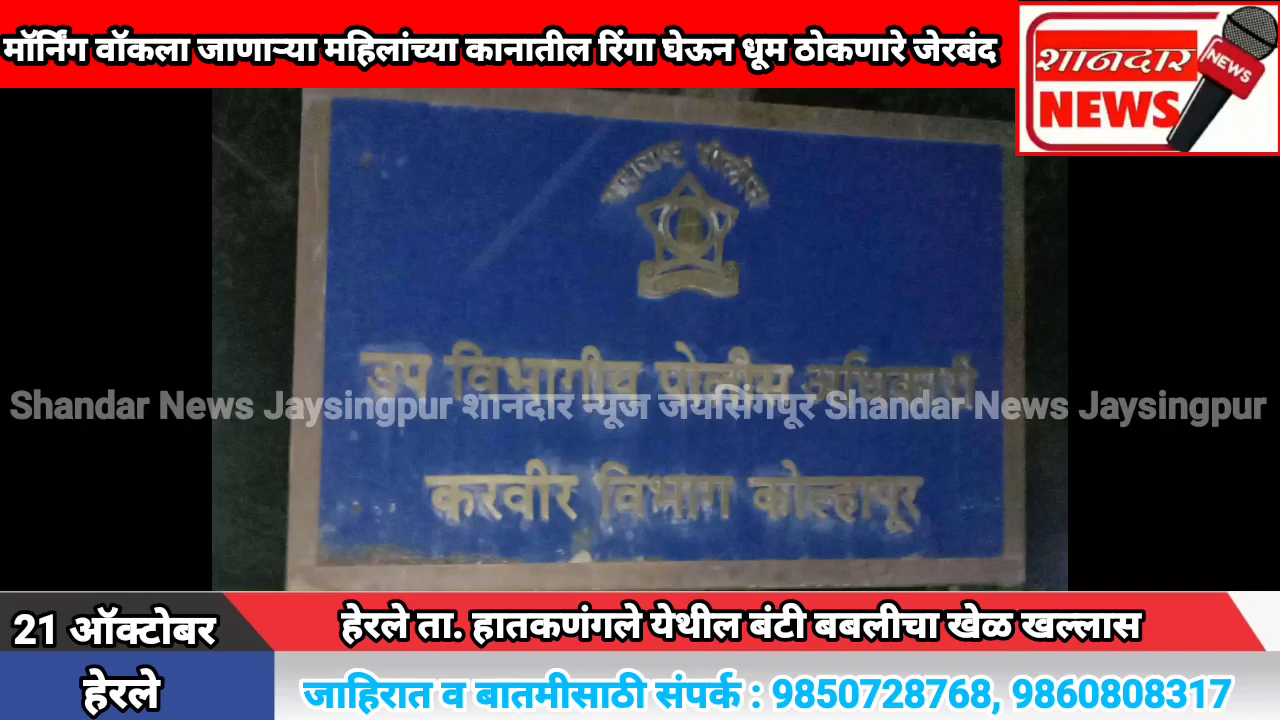 मॉर्निंग वॉकला जाणाऱ्या महिलांच्या कानातील रिंगा घेऊन धूम ठोकणारे जेरबंद
शानदार
NEWS
NEWS
महाराष्ट्र पोलीस
उप विभागीय पोलीस अधिकारी
Shandar News Jaysingpur शानदार न्यूज जयसिंगपूर Shandar News Jaysingpur
करवीर विभाग कोल्हापूर
21 ऑक्टोबर
हेरले ता. हातकणंगले येथील बंटी बबलीचा खेळ खल्लास
हेरले
जाहिरात व बातमीसाठी संपर्क : 9850728768, 9860808317